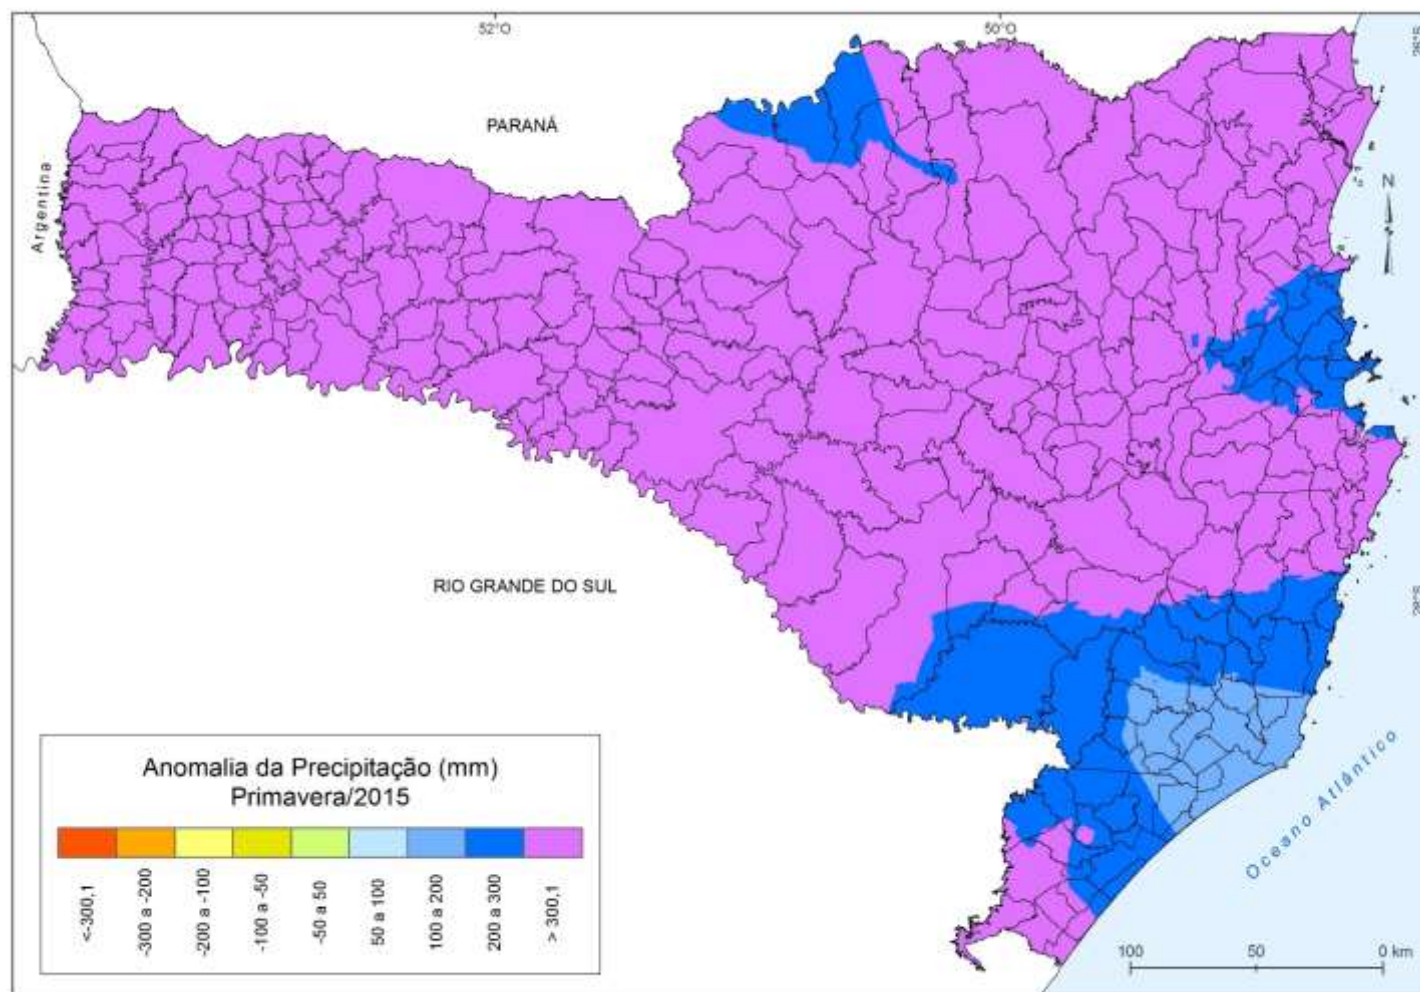 52°O
50°O
26°S
PARANÁ
Argentina
N
S
28°S
RIO GRANDE DO SUL
Oceano Atlântico
Anomalia da Precipitação (mm)
Primavera/2015
<-300,1
-300 a -200
-200 a -100
-100 a -50
-50 a 50
50 a 100
100 a 200
200 a 300
> 300,1
100
50
0 km